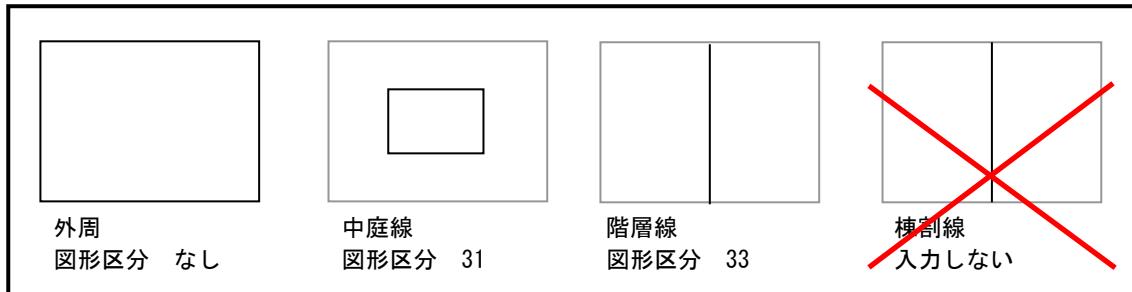 外周
図形区分　なし
中庭線
図形区分　31
階層線
図形区分　33
棟割線
入力しない